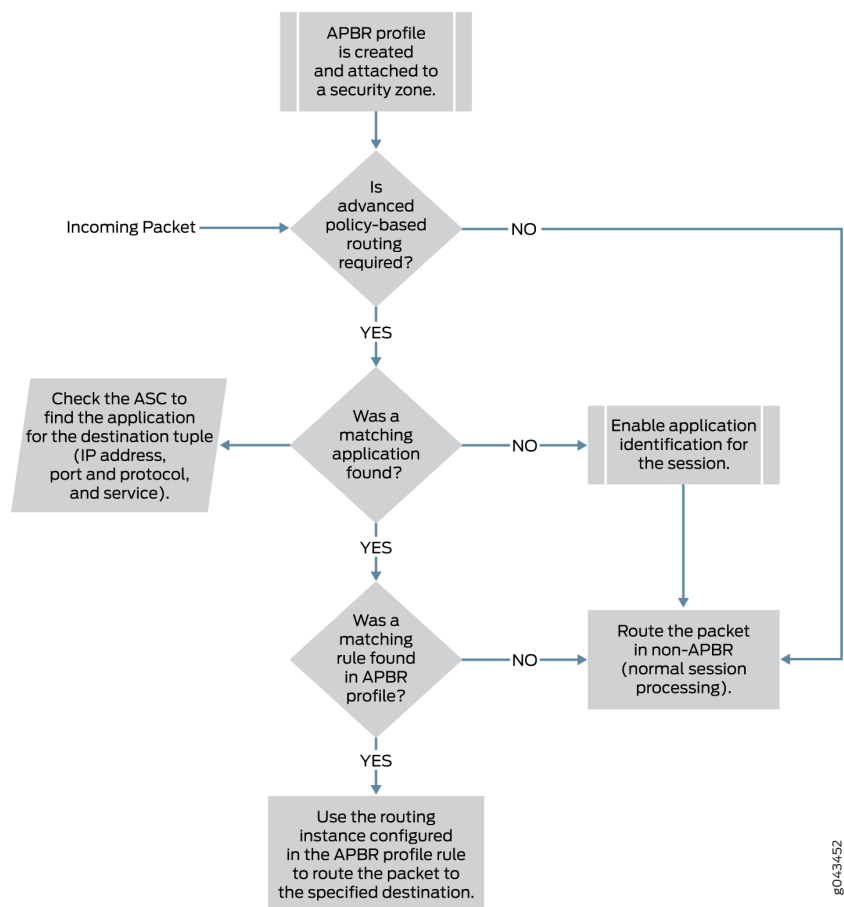 APBR profile
is created
and attached to
a security zone.
Incoming Packet
Is
advanced
policy-based
routing
required?
NO
YES
Check the ASC to
find the application
for the destination tuple
(IP address,
port and protocol,
and service).
Was a
matching
application
found?
NO
Enable application
identification for
the session.
YES
Was a
matching
rule found
in APBR
profile?
NO
Route the packet
in non-APBR
(normal session
processing).
YES
Use the routing
instance configured
in the APBR profile rule
to route the packet to
the specified destination.
g043452